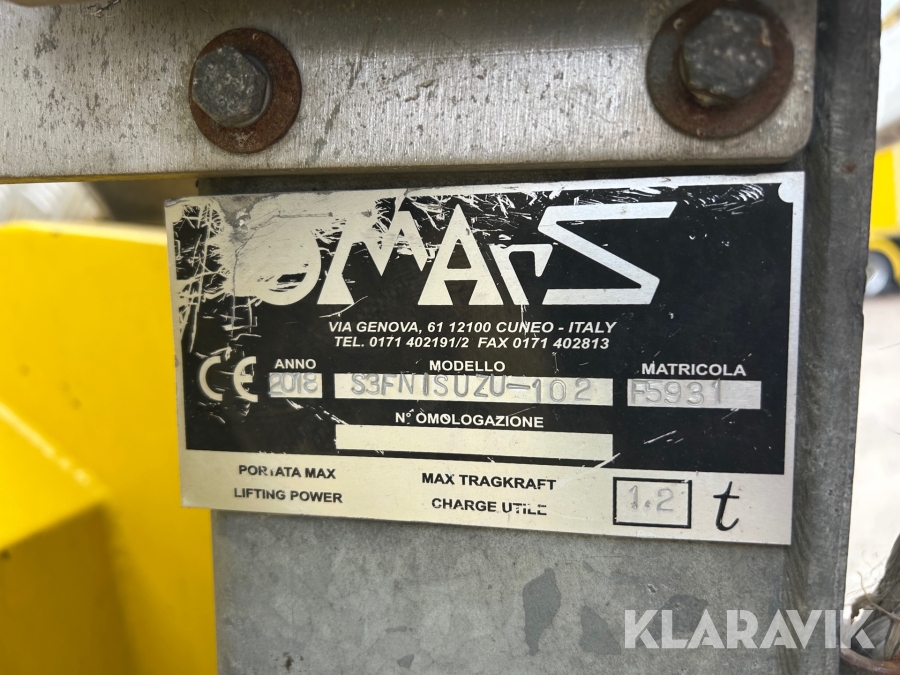 OMArS
VIA GENOVA, 61 12100 CUNEO - ITALY
TEL. 0171 402191/2 FAX 0171 402813
CE ANNO MODELLO MATRICOLA
2018 S3FNISUZU-102 F5931
N° OMOLOGAZIONE
PORTATA MAX MAX TRAGKRAFT
LIFTING POWER CHARGE UTILE 1.2 t
KLARAVIK